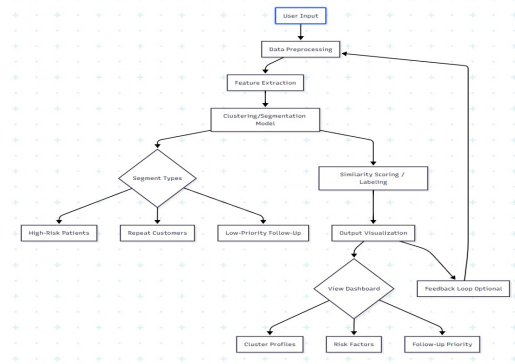 User Input
Data Preprocessing
Feature Extraction
Clustering/Segmentation
Model
Segment Types
Similarity Scoring /
Labeling
High-Risk Patients
Repeat Customers
Low-Priority Follow-Up
Output Visualization
View Dashboard
Feedback Loop Optional
Cluster Profiles
Risk Factors
Follow-Up Priority